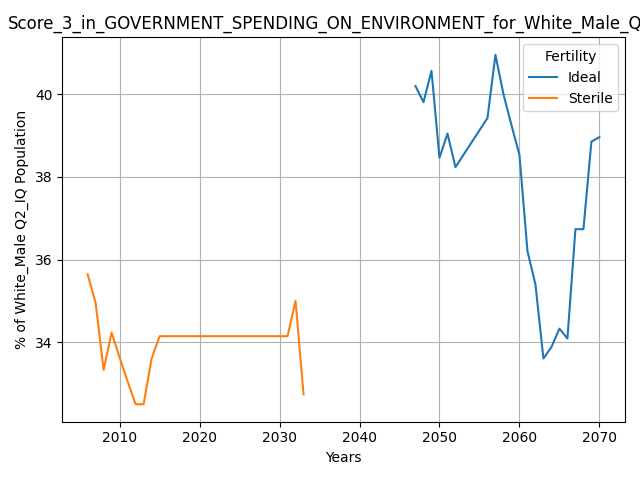 Score_3_in_GOVERNMENT_SPENDING_ON_ENVIRONMENT_for_White_Male_Q
Fertility
Ideal
Sterile
% of White_Male Q2_IQ Population
40
38
36
34
2010 2020 2030 2040 2050 2060 2070
Years